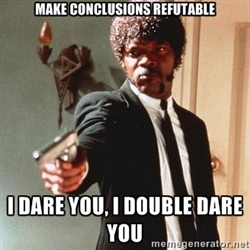 MAKE CONCLUSIONS REFUTABLE
I DARE YOU, I DOUBLE DARE
YOU
memegenerator.net